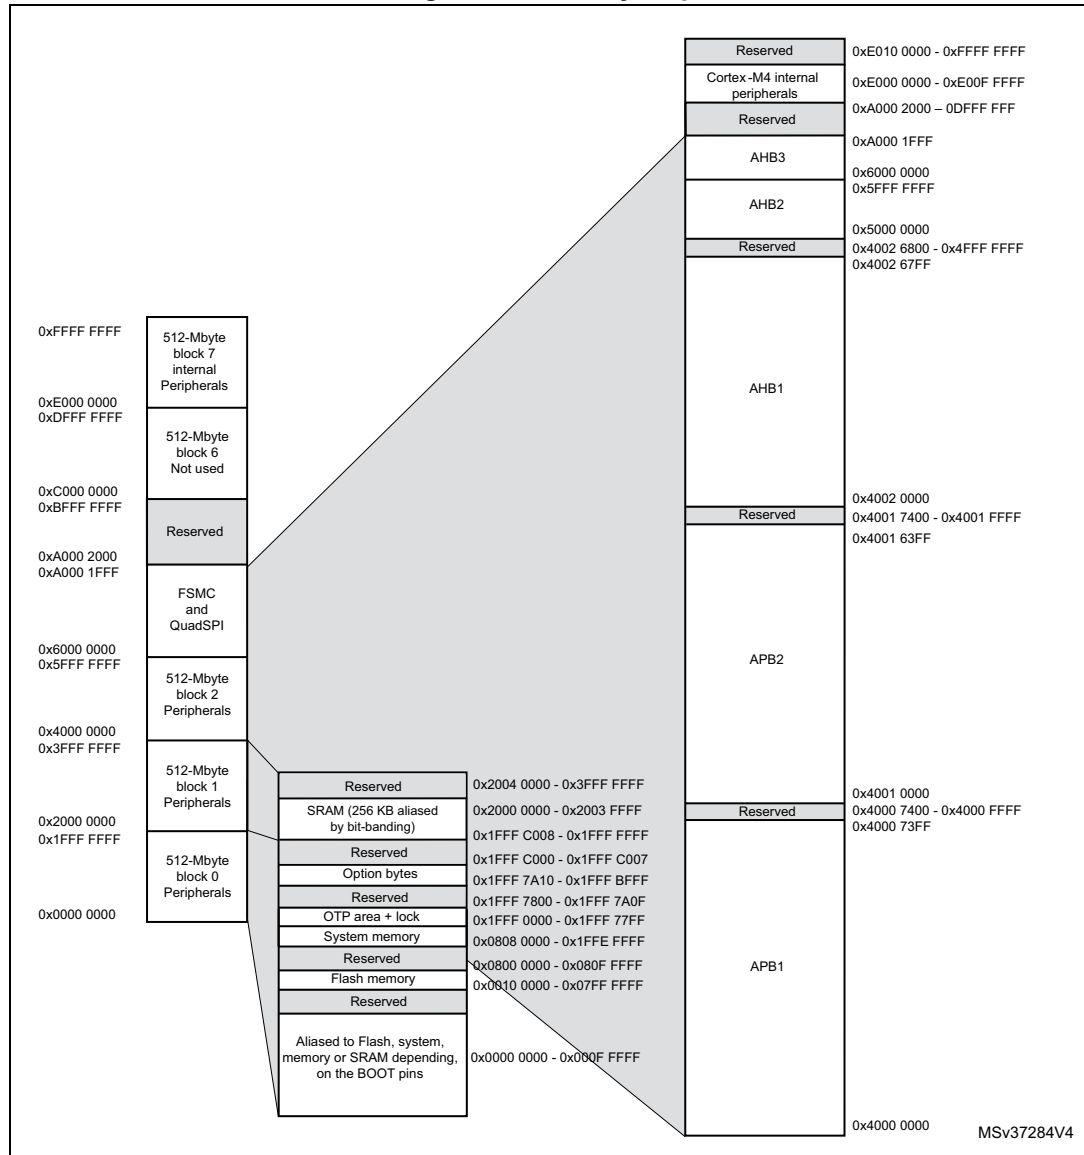 0xFFFF FFFF
512-Mbyte
block 7
internal
Peripherals
0xE000 0000
0xDFFF FFFF
512-Mbyte
block 6
Not used
0xC000 0000
0xBFFF FFFF
Reserved
0xA000 2000
0xA000 1FFF
FSMC
and
QuadSPI
0x6000 0000
0x5FFF FFFF
512-Mbyte
block 2
Peripherals
0x4000 0000
0x3FFF FFFF
512-Mbyte
block 1
Peripherals
0x2000 0000
0x1FFF FFFF
512-Mbyte
block 0
Peripherals
0x0000 0000
Reserved
0x2004 0000 - 0x3FFF FFFF
SRAM (256 KB aliased
by bit-banding)
0x2000 0000 - 0x2003 FFFF
0x1FFF C008 - 0x1FFF FFFF
Reserved
0x1FFF C000 - 0x1FFF C007
Option bytes
0x1FFF 7A10 - 0x1FFF BFFF
Reserved
0x1FFF 7800 - 0x1FFF 7A0F
OTP area + lock
0x1FFF 0000 - 0x1FFF 77FF
System memory
0x0808 0000 - 0x1FFE FFFF
Reserved
0x0800 0000 - 0x080F FFFF
Flash memory
0x0010 0000 - 0x07FF FFFF
Reserved
Aliased to Flash, system,
memory or SRAM depending,
on the BOOT pins
0x0000 0000 - 0x000F FFFF
Reserved
0xE010 0000 - 0xFFFF FFFF
Cortex-M4 internal
peripherals
0xE000 0000 - 0xE00F FFFF
0xA000 2000 – 0DFFF FFF
Reserved
0xA000 1FFF
AHB3
0x6000 0000
0x5FFF FFFF
AHB2
0x5000 0000
Reserved
0x4002 6800 - 0x4FFF FFFF
0x4002 67FF
AHB1
0x4002 0000
Reserved
0x4001 7400 - 0x4001 FFFF
0x4001 63FF
APB2
0x4001 0000
Reserved
0x4000 7400 - 0x4000 FFFF
0x4000 73FF
APB1
0x4000 0000
MSv37284V4